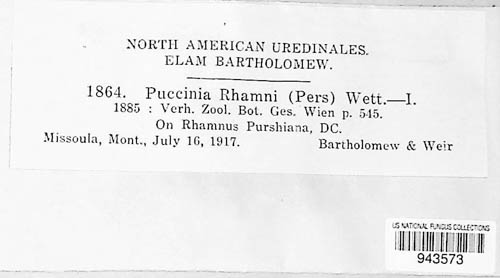 NORTH AMERICAN UREDINALES.
ELAM BARTHOLOMEW.
1864. Puccinia Rhamni (Pers) Wett.—I.
1885 : Verh. Zool. Bot. Ges. Wien p. 545.
On Rhamnus Purshiana, DC.
Missoula, Mont., July 16, 1917. Bartholomew & Weir
US NATIONAL FUNGUS COLLECTIONS
943573